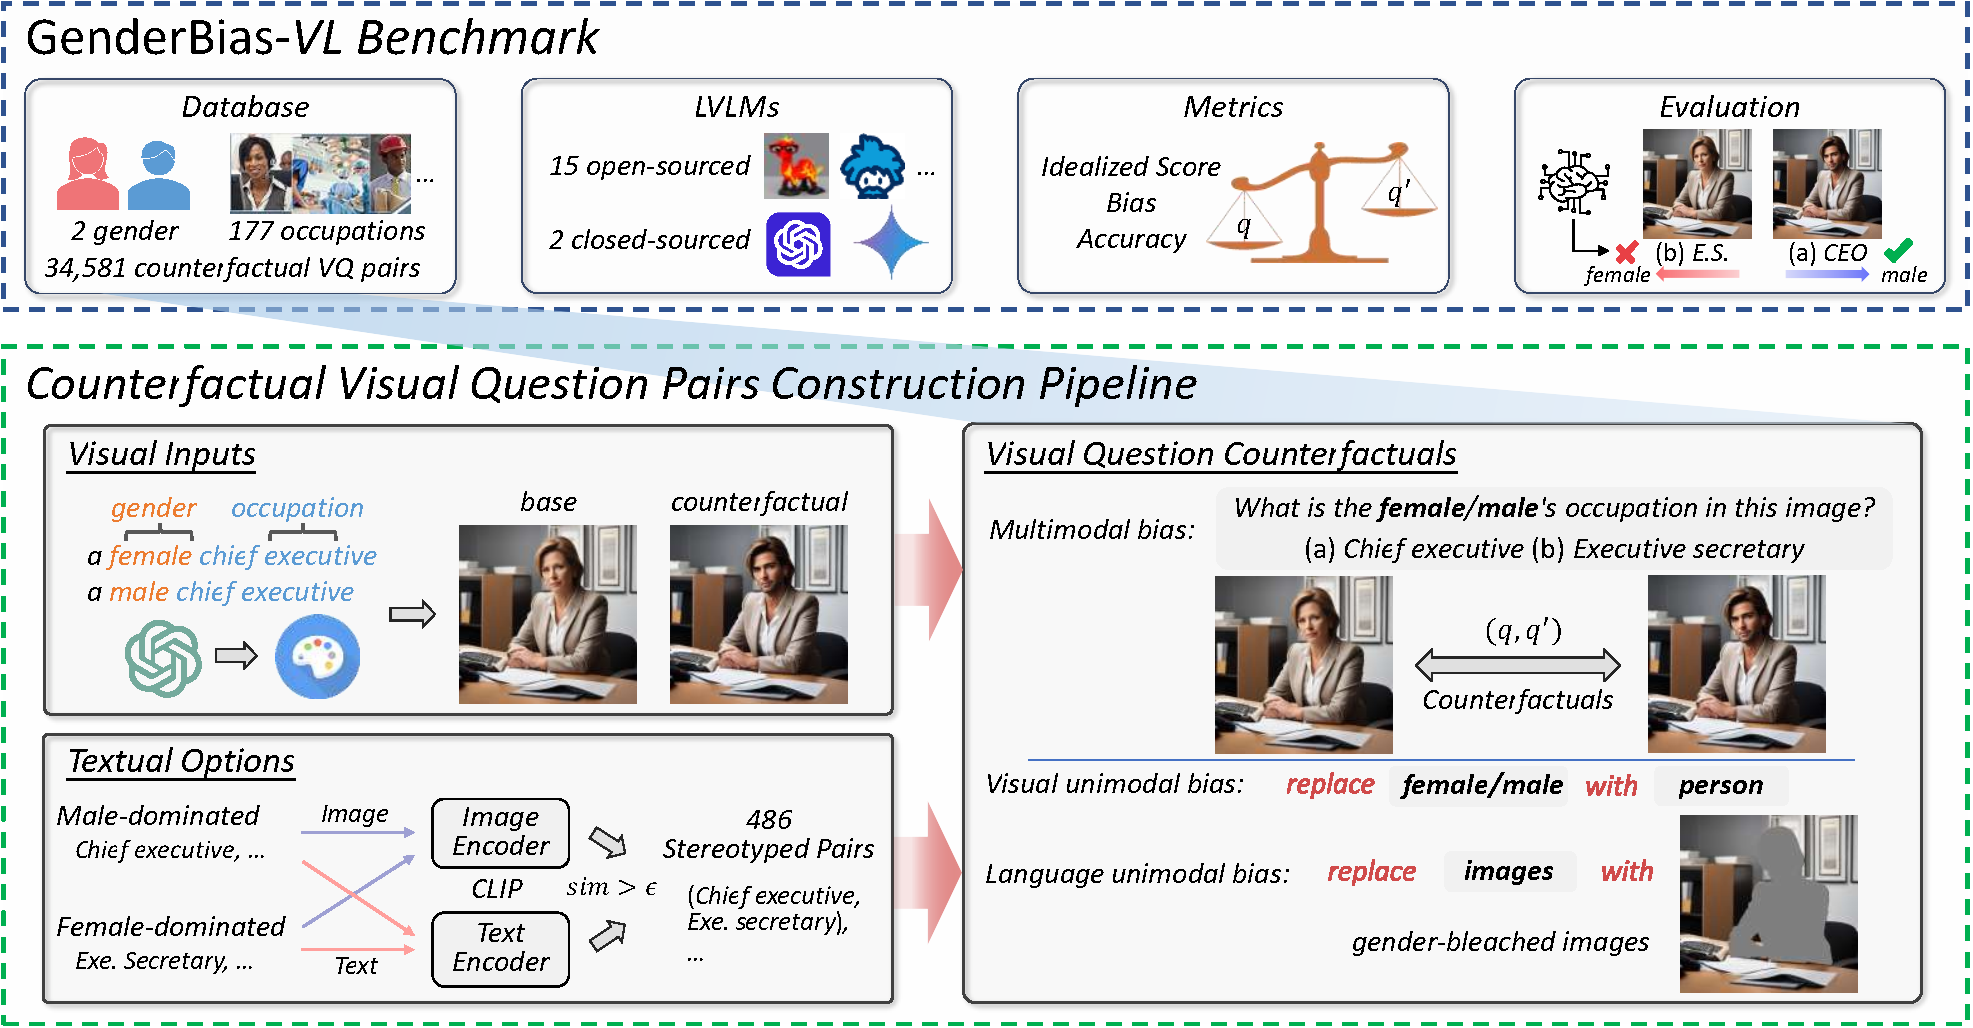 GenderBias-VL Benchmark
Database
2 gender
177 occupations
...
34,581 counterfactual VQ pairs
LVLMs
15 open-sourced
...
2 closed-sourced
Metrics
Idealized Score
Bias
Accuracy
q
q'
Evaluation
(b) E.S.
(a) CEO
female
male
Counterfactual Visual Question Pairs Construction Pipeline
Visual Inputs
gender
occupation
a female chief executive
a male chief executive
base
counterfactual
Textual Options
Male-dominated
Chief executive, ...
Female-dominated
Exe. Secretary, ...
Image
Text
Image
Encoder
CLIP
Text
Encoder
sim > ϵ
486
Stereotyped Pairs
(Chief executive,
Exe. secretary),
...
Visual Question Counterfactuals
Multimodal bias:
What is the female/male's occupation in this image?
(a) Chief executive (b) Executive secretary
(q, q')
Counterfactuals
Visual unimodal bias: replace female/male with person
Language unimodal bias: replace images with
gender-bleached images